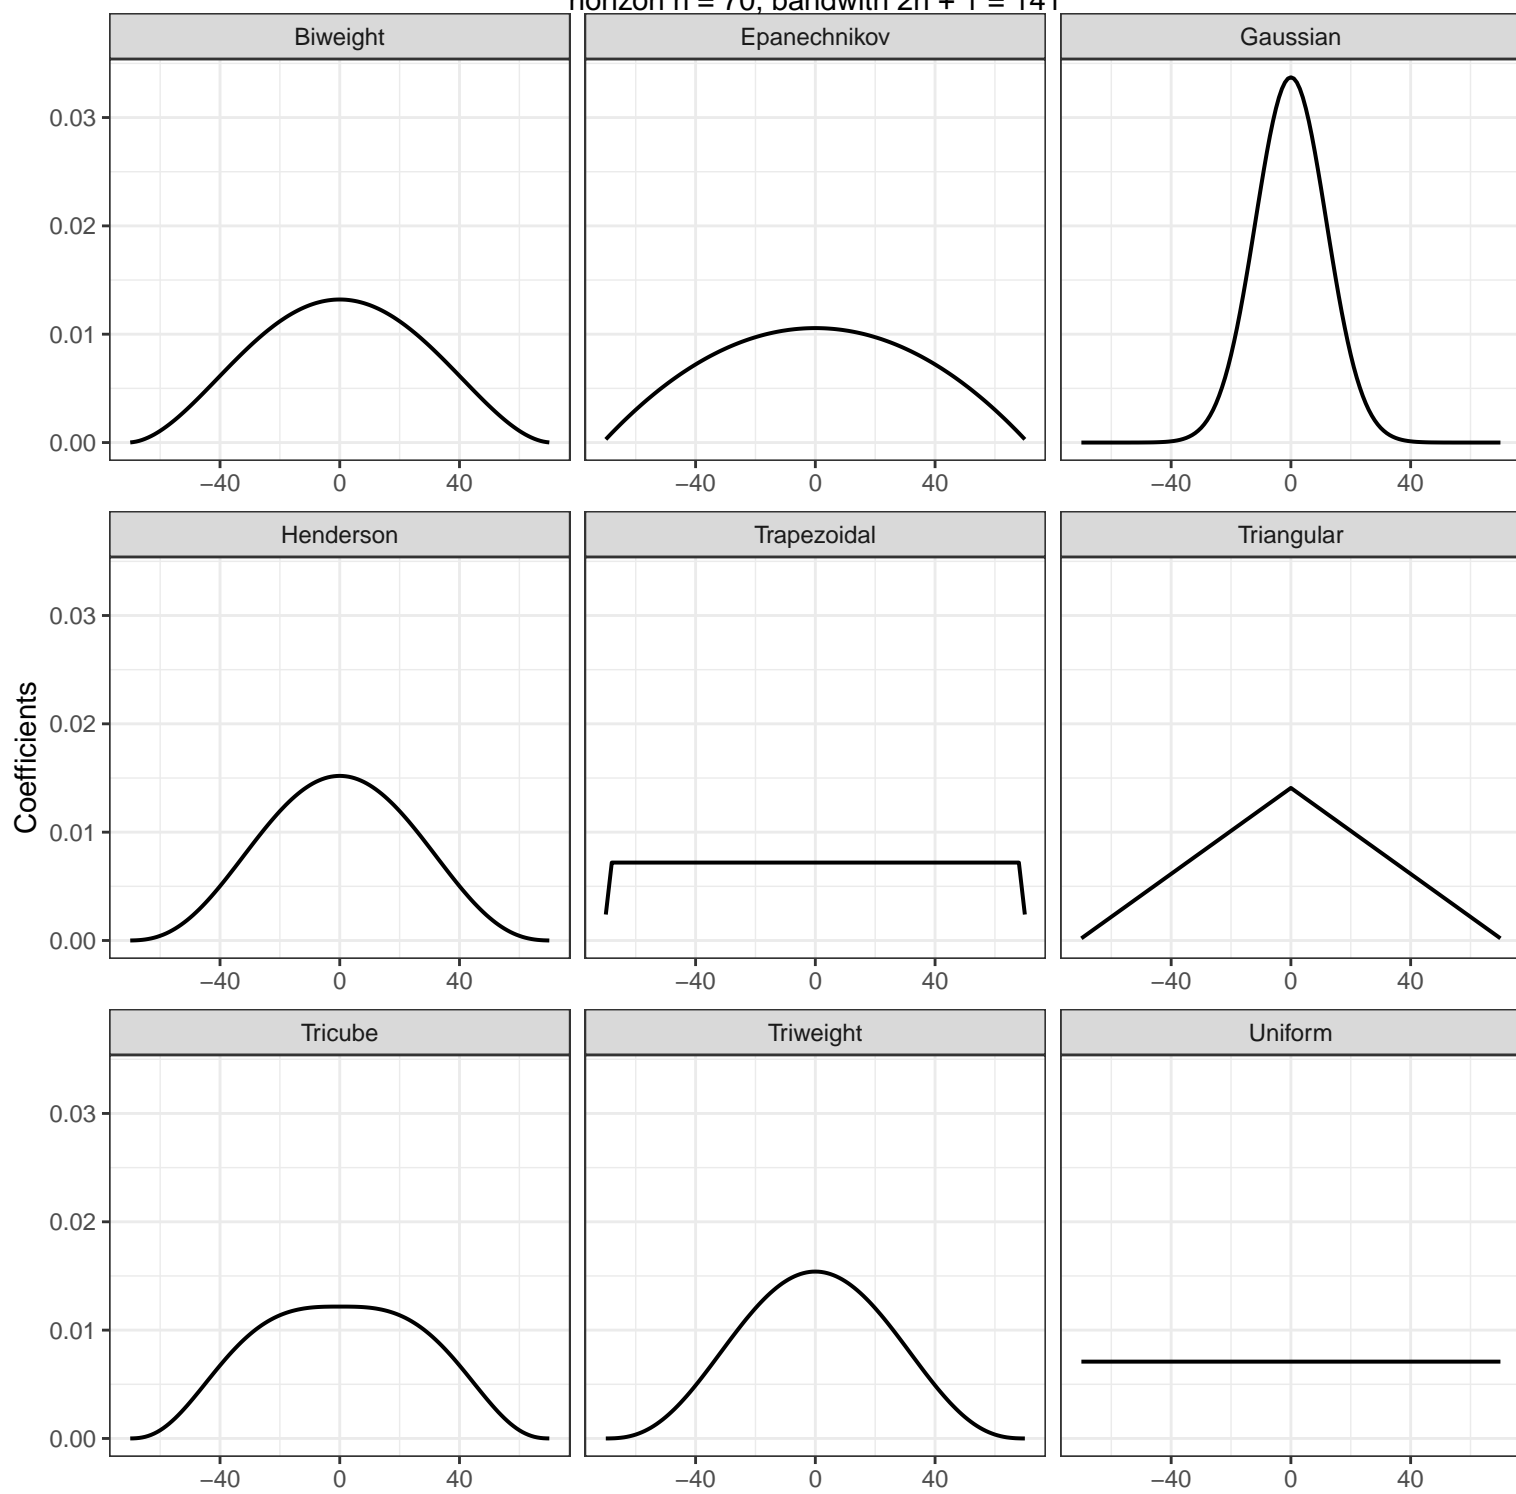 horizon h = 70, bandwith 2h + 1 = 141
Biweight Epanechnikov Gaussian
0.03
0.02
0.01
0.00
−40 0 40 −40 0 40 −40 0 40
Henderson Trapezoidal Triangular
0.03
0.02
0.01
0.00
Coefficients
−40 0 40 −40 0 40 −40 0 40
Tricube Triweight Uniform
0.03
0.02
0.01
0.00
−40 0 40 −40 0 40 −40 0 40